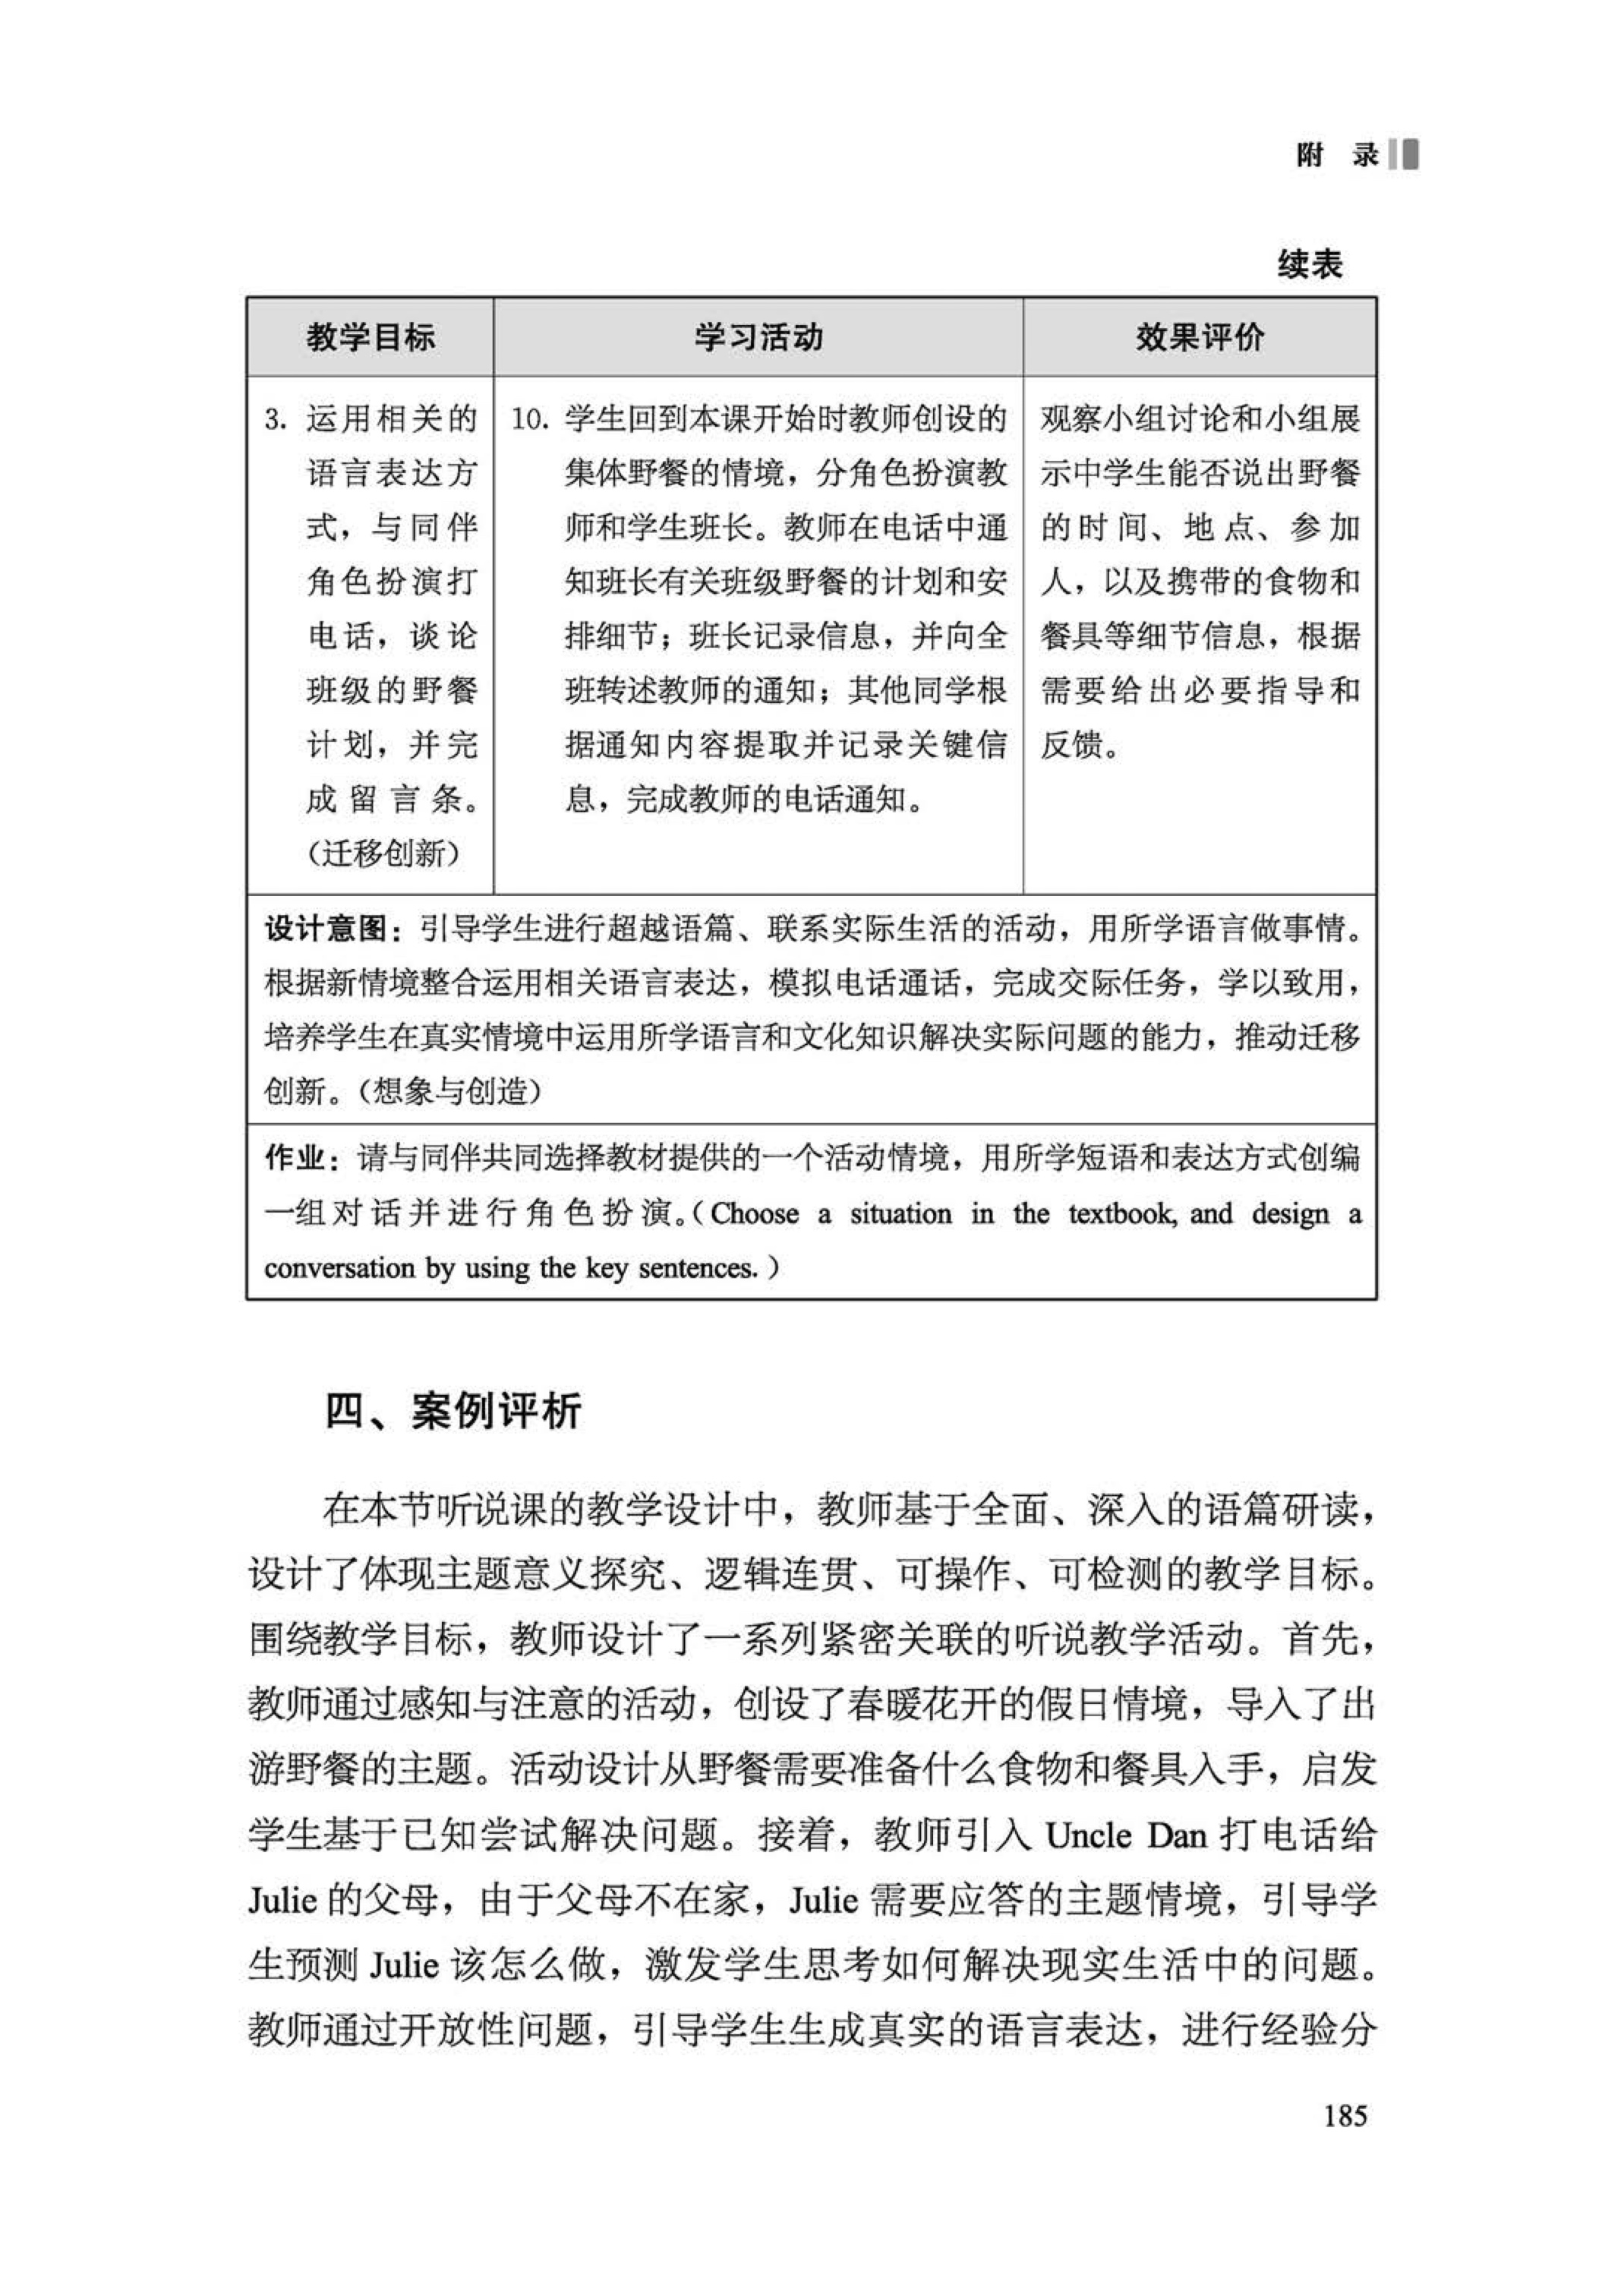 附 录
续表
教学目标
学习活动
效果评价
3. 运用相关的
语言表达方
式，与同伴
角色扮演打
电话，谈论
班级的野餐
计划，并完
成留言条。
（迁移创新）
10. 学生回到本课开始时教师创设的
集体野餐的情境，分角色扮演教
师和学生班长。教师在电话中通
知班长有关班级野餐的计划和安
排细节；班长记录信息，并向全
班转述教师的通知；其他同学根
据通知内容提取并记录关键信
息，完成教师的电话通知。
观察小组讨论和小组展
示中学生能否说出野餐
的时间、地点、参加
人，以及携带的食物和
餐具等细节信息，根据
需要给出必要指导和
反馈。
设计意图：引导学生进行超越语篇、联系实际生活的活动，用所学语言做事情。
根据新情境整合运用相关语言表达，模拟电话通话，完成交际任务，学以致用，
培养学生在真实情境中运用所学语言和文化知识解决实际问题的能力，推动迁移
创新。（想象与创造）
作业：请与同伴共同选择教材提供的一个活动情境，用所学短语和表达方式创编
一组对话并进行角色扮演。（Choose a situation in the textbook, and design a
conversation by using the key sentences.）
四、案例评析
在本节听说课的教学设计中，教师基于全面、深入的语篇研读，
设计了体现主题意义探究、逻辑连贯、可操作、可检测的教学目标。
围绕教学目标，教师设计了一系列紧密关联的听说教学活动。首先，
教师通过感知与注意的活动，创设了春暖花开的假日情境，导入了出
游野餐的主题。活动设计从野餐需要准备什么食物和餐具入手，启发
学生基于已知尝试解决问题。接着，教师引入 Uncle Dan 打电话给
Julie 的父母，由于父母不在家，Julie 需要应答的主题情境，引导学
生预测 Julie 该怎么做，激发学生思考如何解决现实生活中的问题。
教师通过开放性问题，引导学生生成真实的语言表达，进行经验分
185